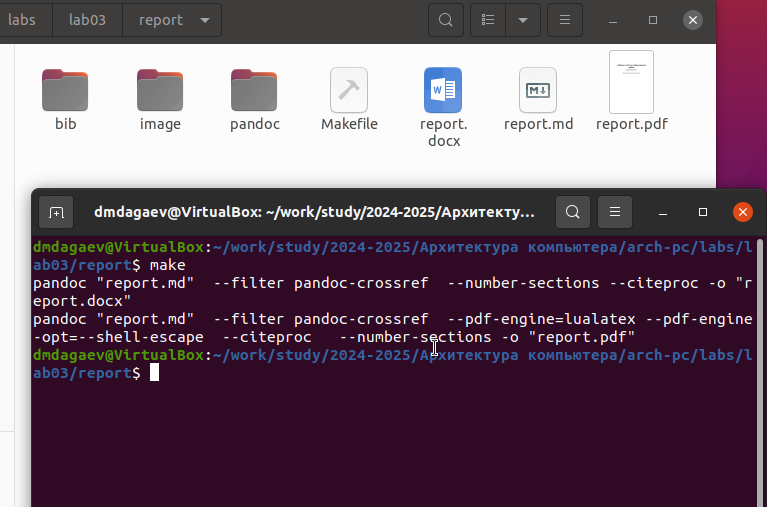 labs lab03 report
bib image pandoc Makefile report. report.md report.pdf
docx
dmdagaev@VirtualBox: ~/work/study/2024-2025/Архитекту...
dmdagaev@VirtualBox:~/work/study/2024-2025/Архитектура компьютера/arch-pc/labs/l
ab03/report$ make
pandoc "report.md"  --filter pandoc-crossref  --number-sections --citeproc -o "r
eport.docx"
pandoc "report.md"  --filter pandoc-crossref  --pdf-engine=lualatex --pdf-engine
-opt=--shell-escape  --citeproc   --number-sections -o "report.pdf"
dmdagaev@VirtualBox:~/work/study/2024-2025/Архитектура компьютера/arch-pc/labs/l
ab03/report$